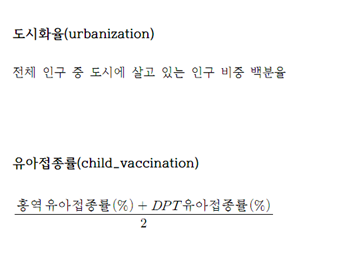 도시화율(urbanization)
전체 인구 중 도시에 살고 있는 인구 비중 백분율
유아접종률(child_vaccination)
홍역유아접종률(%) + DPT유아접종률(%)
2